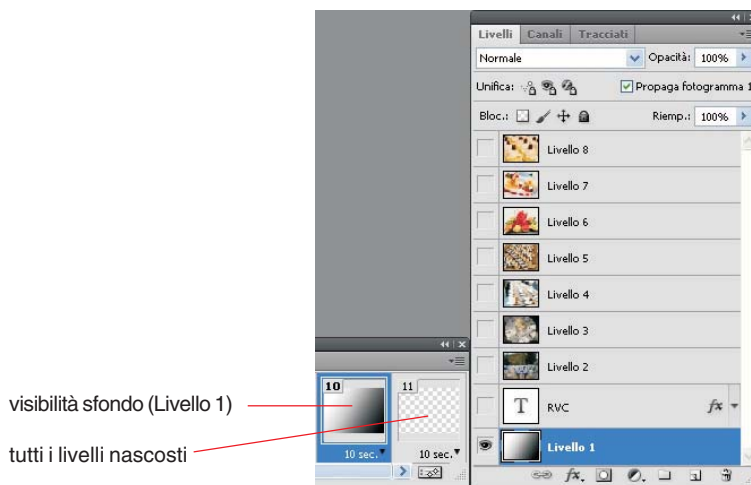 Livelli Canali Tracciati
Normale Opacità: 100%
Unifica: Propaga fotogramma 1
Bloc.: Riemp.: 100%
Livello 8
Livello 7
Livello 6
Livello 5
Livello 4
Livello 3
Livello 2
T RVC fx
Livello 1
fx.
10 11
10 sec. 10 sec.
visibilità sfondo (Livello 1)
tutti i livelli nascosti